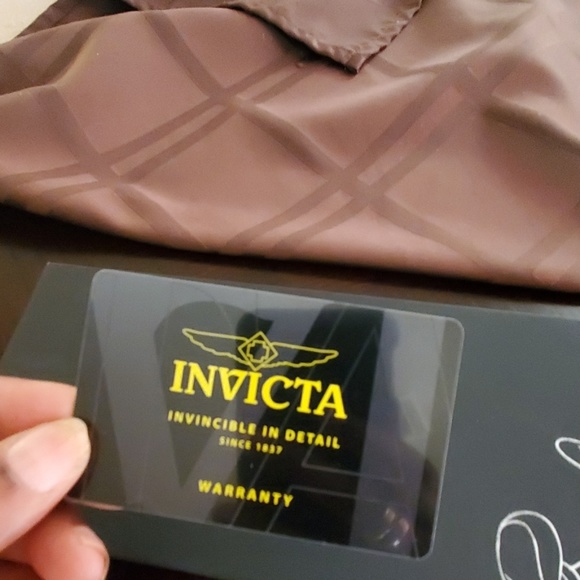 INVICTA
INVINCIBLE IN DETAIL
SINCE 1837
WARRANTY